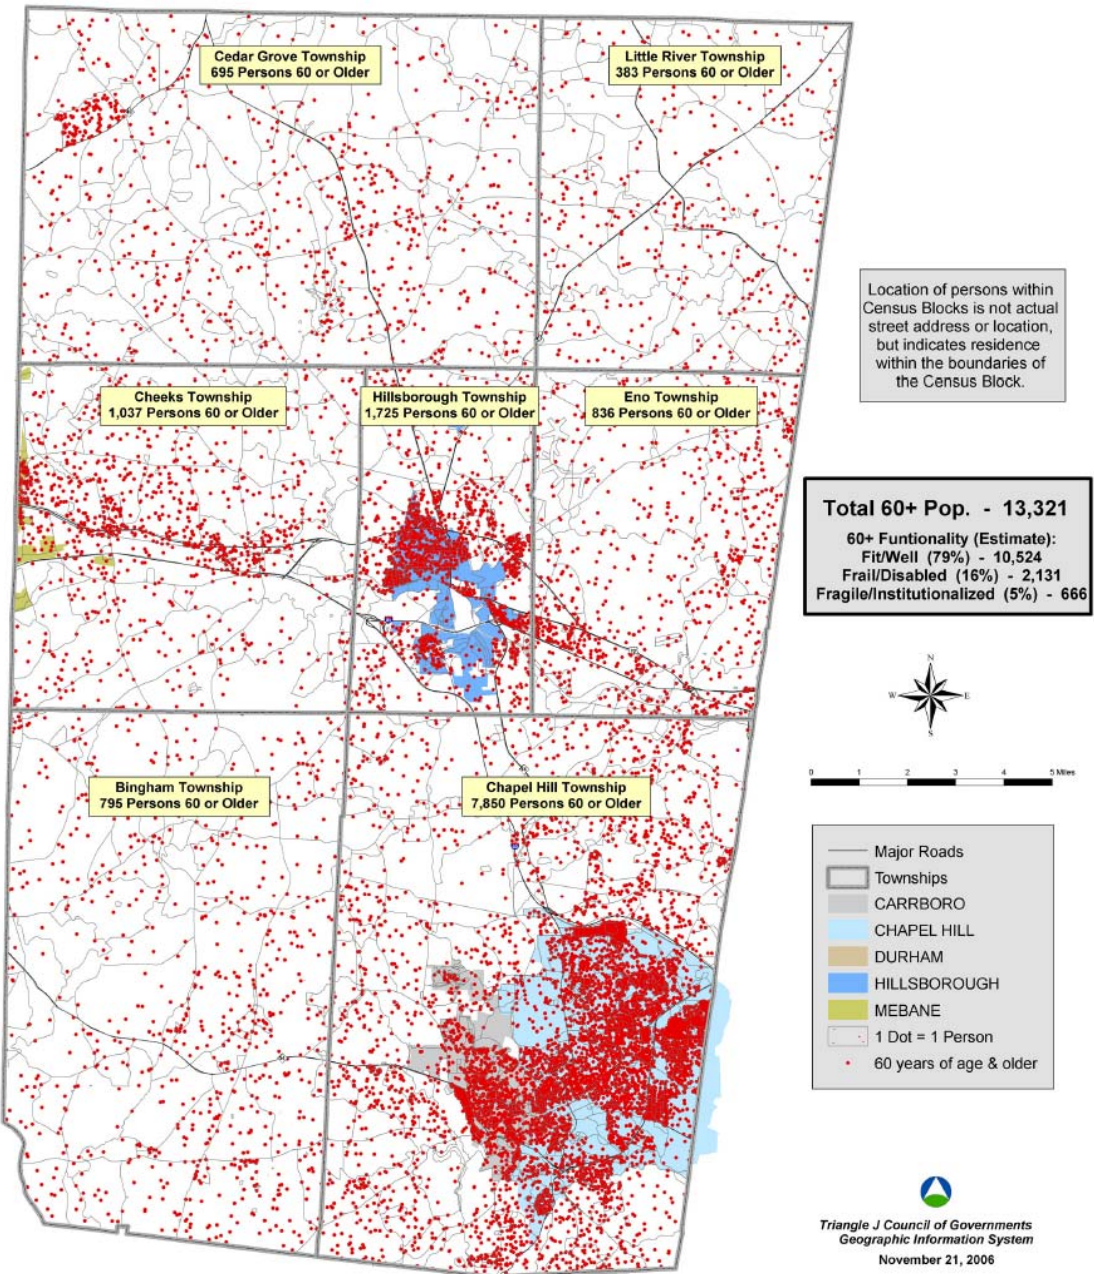 Cedar Grove Township
695 Persons 60 or Older
Little River Township
383 Persons 60 or Older
Location of persons within
Census Blocks is not actual
street address or location,
but indicates residence
within the boundaries of
the Census Block.
Cheeks Township
1,037 Persons 60 or Older
Hillsborough Township
1,725 Persons 60 or Older
Eno Township
836 Persons 60 or Older
Total 60+ Pop. - 13,321
60+ Funtionality (Estimate):
Fit/Well (79%) - 10,524
Frail/Disabled (16%) - 2,131
Fragile/Institutionalized (5%) - 666
N
W E
S
0 1 2 3 4 5 Miles
Bingham Township
795 Persons 60 or Older
Chapel Hill Township
7,850 Persons 60 or Older
Major Roads
Townships
CARRBORO
CHAPEL HILL
DURHAM
HILLSBOROUGH
MEBANE
1 Dot = 1 Person
60 years of age & older
Triangle J Council of Governments
Geographic Information System
November 21, 2006